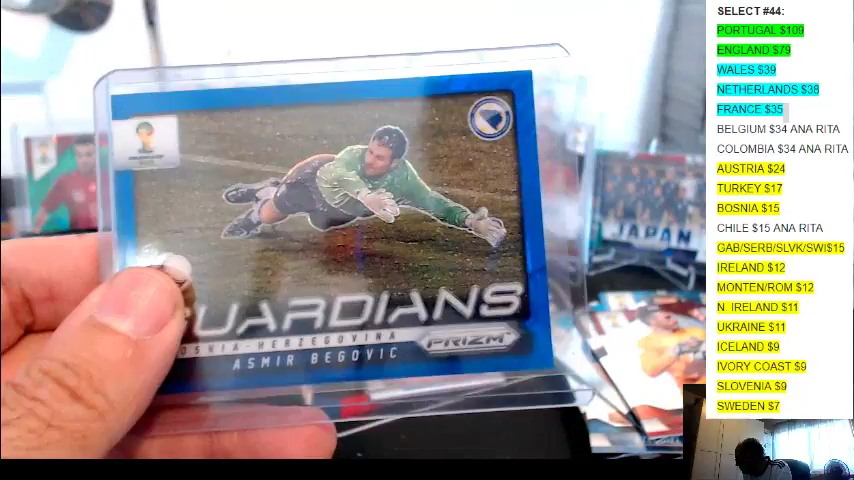 SELECT #44:
PORTUGAL $109
ENGLAND $79
WALES $39
NETHERLANDS $38
FRANCE $35
BELGIUM $34 ANA RITA
COLOMBIA $34 ANA RITA
AUSTRIA $24
TURKEY $17
BOSNIA $15
CHILE $15 ANA RITA
GAB/SERB/SLVK/SWI$15
IRELAND $12
MONTEN/ROM $12
N IRELAND $11
UKRAINE $11
ICELAND $9
IVORY COAST $9
SLOVENIA $9
SWEDEN $7
UARDIANS
OSNIA-HERZEGOVINA
PRIZM
ASMIR BEGOVIC
JAPAN